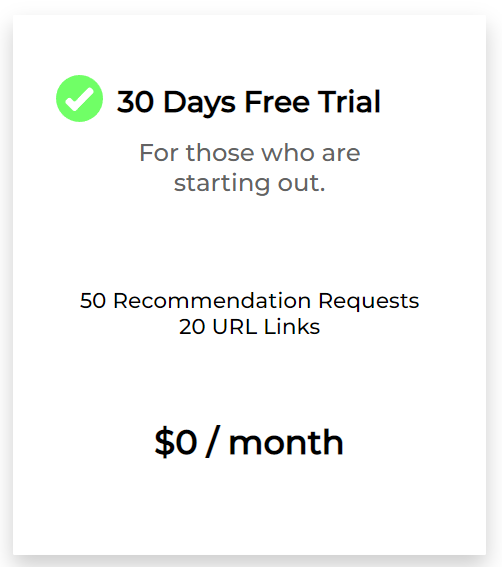 30 Days Free Trial
For those who are
starting out.
50 Recommendation Requests
20 URL Links
$0 / month